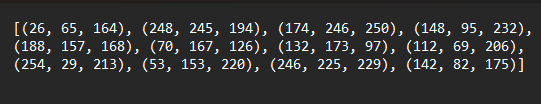 [(26, 65, 164), (248, 245, 194), (174, 246, 250), (148, 95, 232),
(188, 157, 168), (70, 167, 126), (132, 173, 97), (112, 69, 206),
(254, 29, 213), (53, 153, 220), (246, 225, 229), (142, 82, 175)]